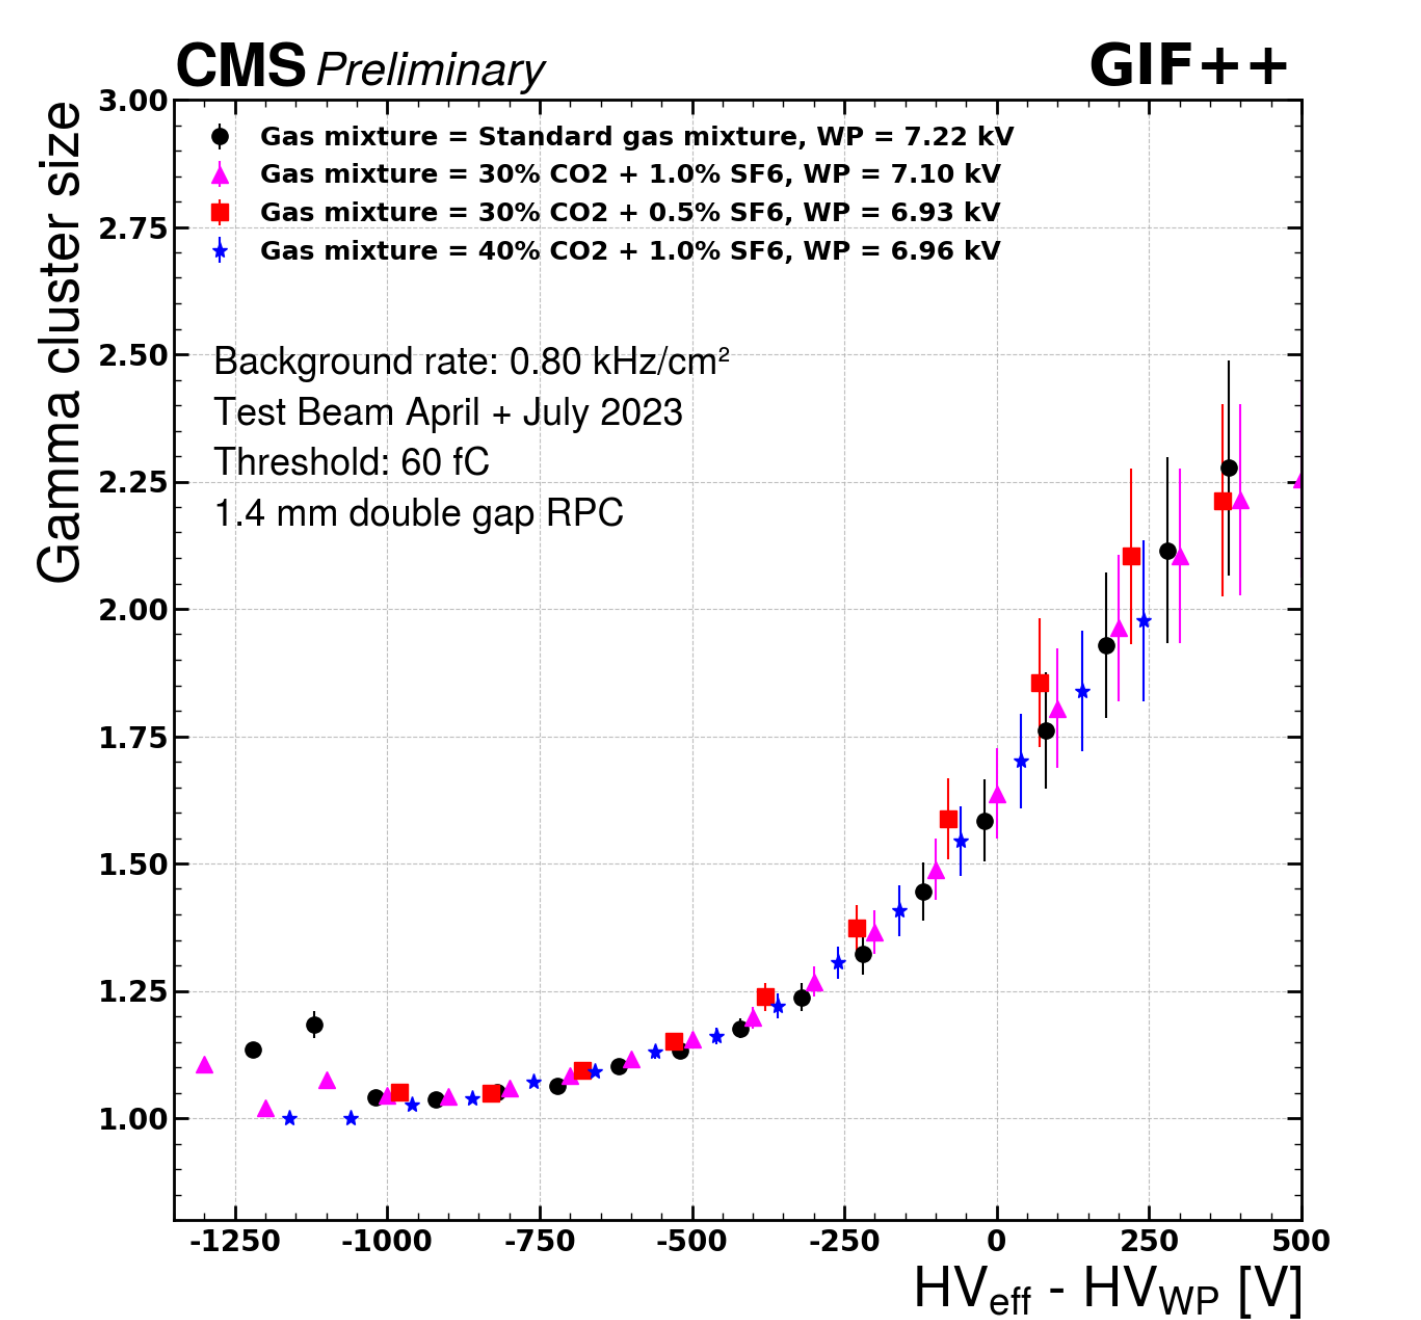 CMS Preliminary GIF++
Gamma cluster size
3.00
2.75
2.50
2.25
2.00
1.75
1.50
1.25
1.00
Gas mixture = Standard gas mixture, WP = 7.22 kV
Gas mixture = 30% CO2 + 1.0% SF6, WP = 7.10 kV
Gas mixture = 30% CO2 + 0.5% SF6, WP = 6.93 kV
Gas mixture = 40% CO2 + 1.0% SF6, WP = 6.96 kV
Background rate: 0.80 kHz/cm²
Test Beam April + July 2023
Threshold: 60 fC
1.4 mm double gap RPC
-1250 -1000 -750 -500 -250 0 250 500
HVeff - HVWP [V]